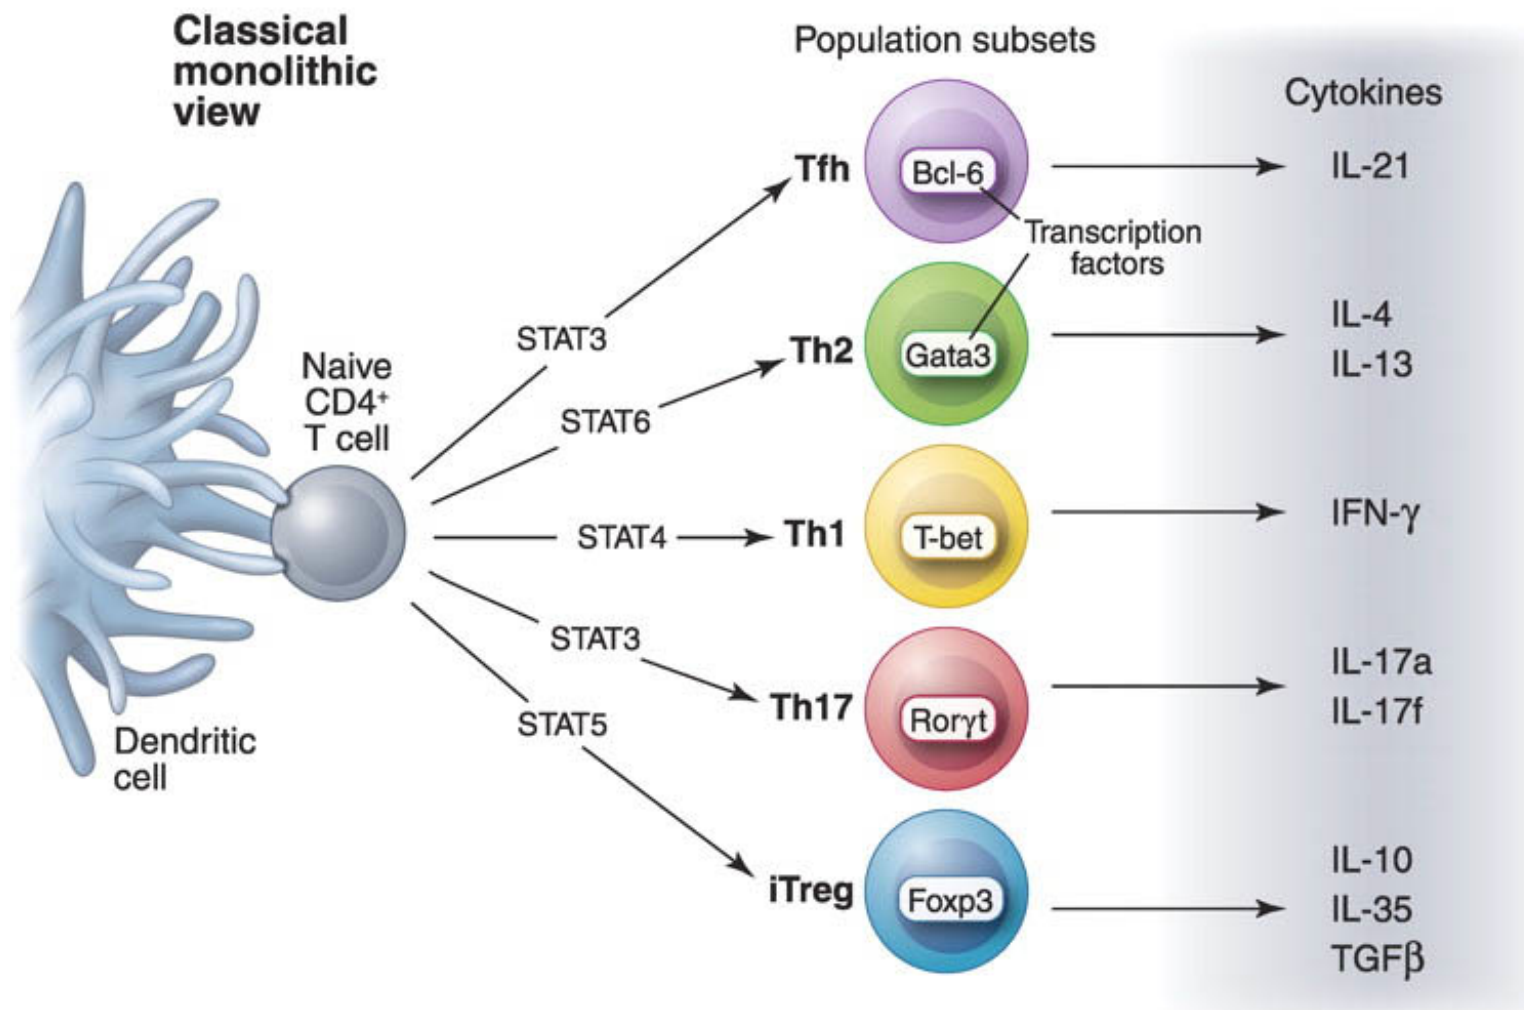 Classical
monolithic
view
Population subsets
Cytokines
Naive
CD4⁺
T cell
Dendritic
cell
STAT3
Tfh
Bcl-6
IL-21
Transcription
factors
STAT6
Th2
Gata3
IL-4
IL-13
STAT4
Th1
T-bet
IFN-γ
STAT3
Th17
Rorγt
IL-17a
IL-17f
STAT5
iTreg
Foxp3
IL-10
IL-35
TGFβ